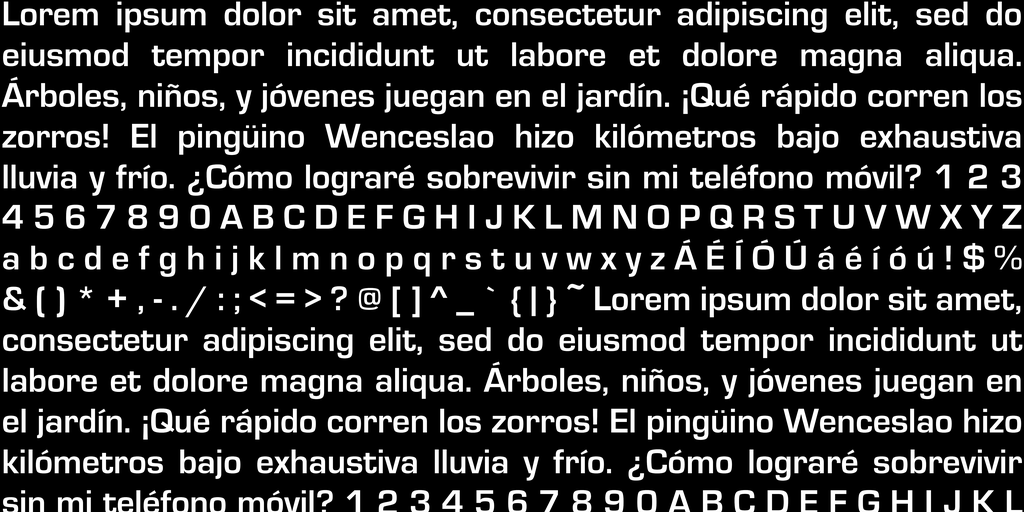 Lorem ipsum dolor sit amet, consectetur adipiscing elit, sed do
eiusmod tempor incididunt ut labore et dolore magna aliqua.
Árboles, niños, y jóvenes juegan en el jardín. ¡Qué rápido corren los
zorros! El pingüino Wenceslao hizo kilómetros bajo exhaustiva
lluvia y frío. ¿Cómo lograré sobrevivir sin mi teléfono móvil? 1 2 3
4 5 6 7 8 9 0 A B C D E F G H I J K L M N O P Q R S T U V W X Y Z
a b c d e f g h i j k l m n o p q r s t u v w x y z Á É Í Ó Ú á é í ó ú ! $ %
& ( ) * + , - . / : ; < = > ? @ [ ] ^ _ ` { | } ~ Lorem ipsum dolor sit amet,
consectetur adipiscing elit, sed do eiusmod tempor incididunt ut
labore et dolore magna aliqua. Árboles, niños, y jóvenes juegan en
el jardín. ¡Qué rápido corren los zorros! El pingüino Wenceslao hizo
kilómetros bajo exhaustiva lluvia y frío. ¿Cómo lograré sobrevivir
sin mi teléfono móvil? 1 2 3 4 5 6 7 8 9 0 A B C D E F G H I J K L